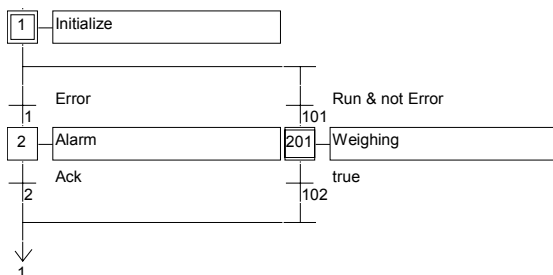 1 Initialize
Error Run & not Error
1 101
2 Alarm 201 Weighing
Ack true
2 102
1